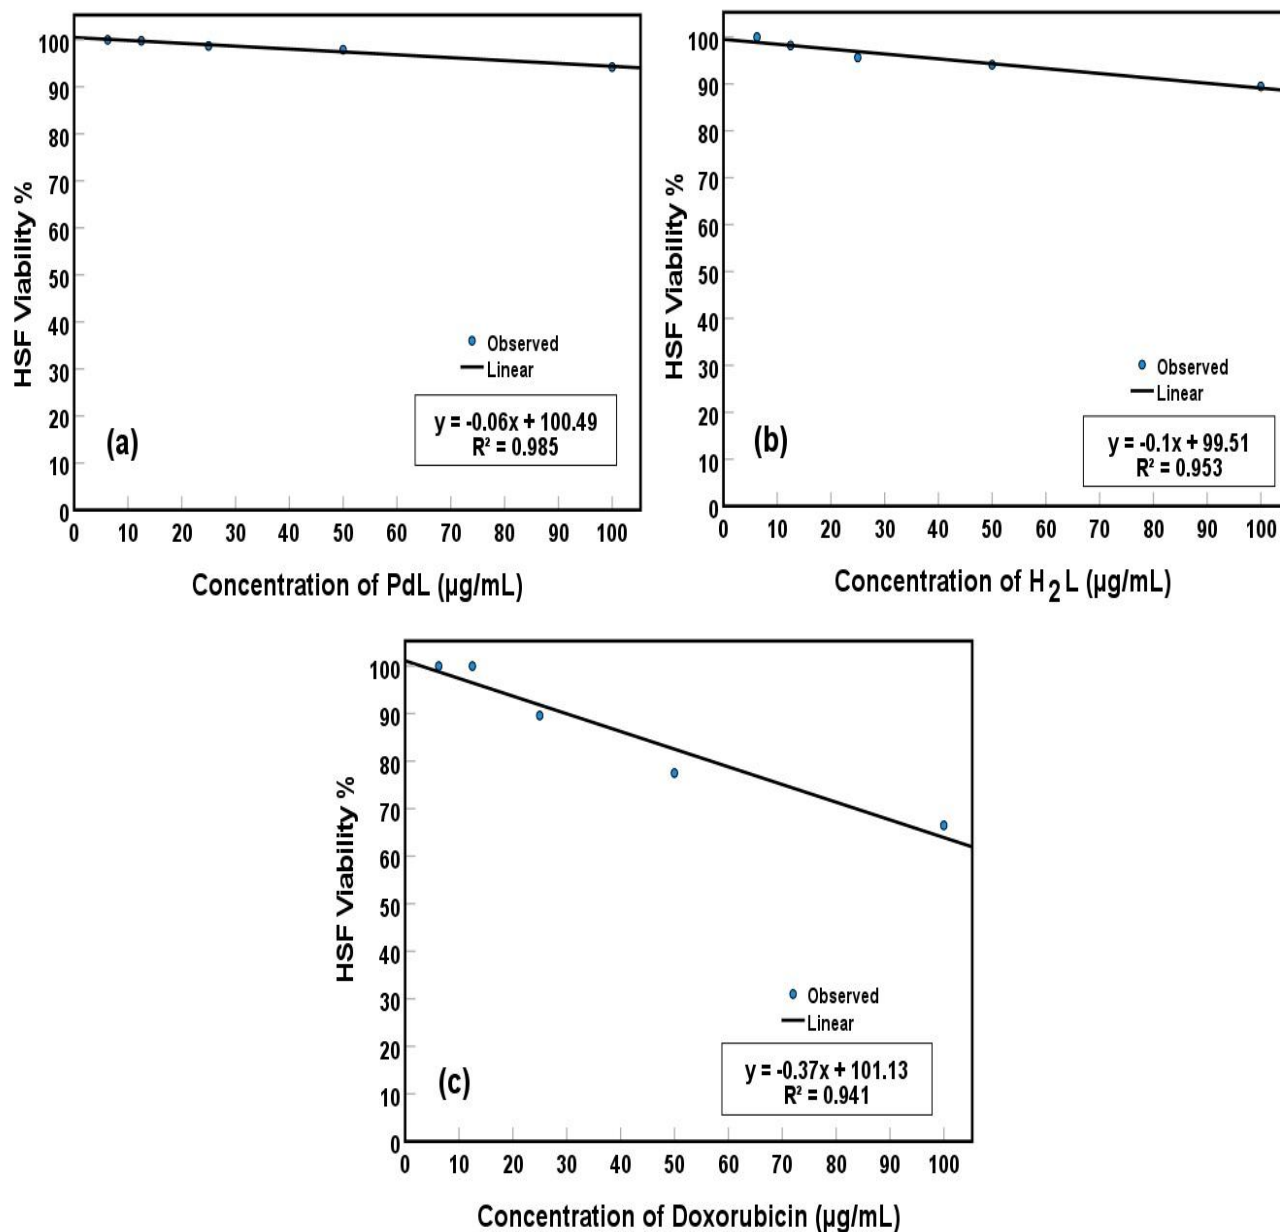 100
90
80
70
60
50
40
30
20
10
0
HSF Viability %
Observed
Linear
y = -0.06x + 100.49
R² = 0.985
(a)
0 10 20 30 40 50 60 70 80 90 100
Concentration of PdL (µg/mL)
100
90
80
70
60
50
40
30
20
10
0
HSF Viability %
Observed
Linear
y = -0.1x + 99.51
R² = 0.953
(b)
0 10 20 30 40 50 60 70 80 90 100
Concentration of H₂L (µg/mL)
100
90
80
70
60
50
40
30
20
10
0
HSF Viability %
Observed
Linear
y = -0.37x + 101.13
R² = 0.941
(c)
0 10 20 30 40 50 60 70 80 90 100
Concentration of Doxorubicin (µg/mL)